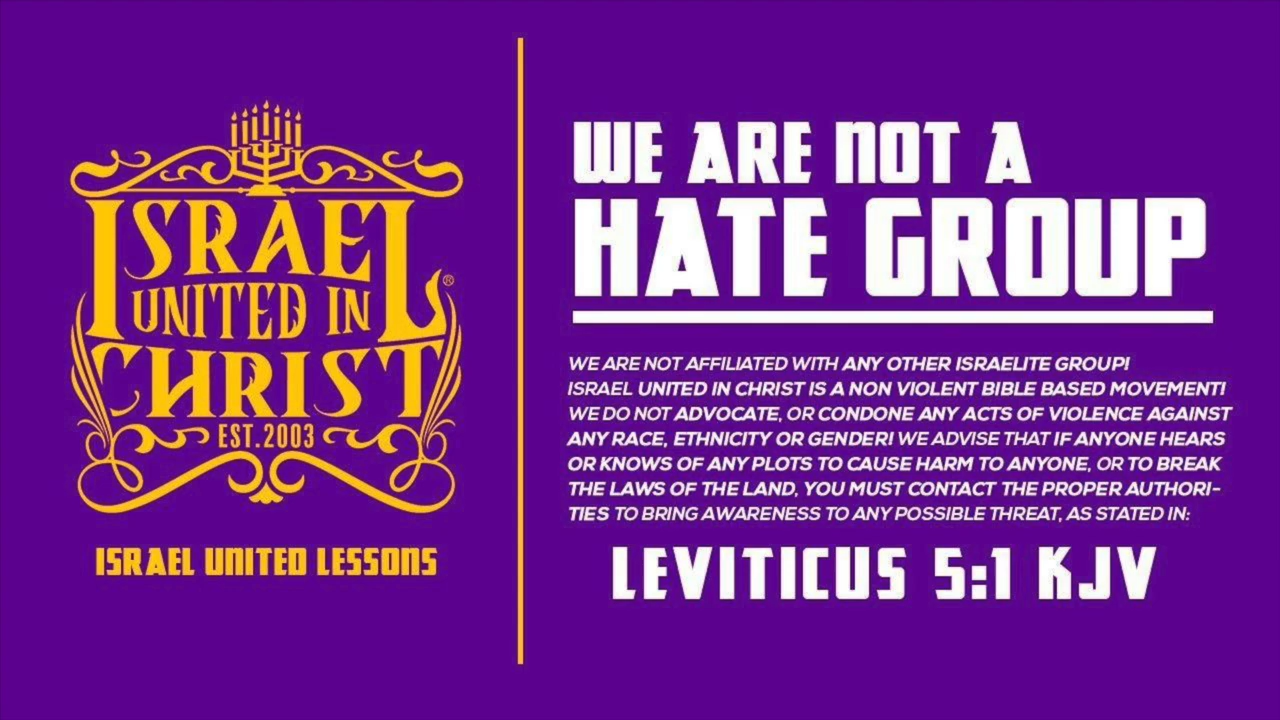 ISRAEL
UNITED IN
CHRIST
®
EST.2003
ISRAEL UNITED LESSONS
WE ARE NOT A
HATE GROUP
WE ARE NOT AFFILIATED WITH ANY OTHER ISRAELITE GROUP!
ISRAEL UNITED IN CHRIST IS A NON VIOLENT BIBLE BASED MOVEMENT!
WE DO NOT ADVOCATE, OR CONDONE ANY ACTS OF VIOLENCE AGAINST
ANY RACE, ETHNICITY OR GENDER! WE ADVISE THAT IF ANYONE HEARS
OR KNOWS OF ANY PLOTS TO CAUSE HARM TO ANYONE, OR TO BREAK
THE LAWS OF THE LAND, YOU MUST CONTACT THE PROPER AUTHORI-
TIES TO BRING AWARENESS TO ANY POSSIBLE THREAT, AS STATED IN:
LEVITICUS 5:1 KJV